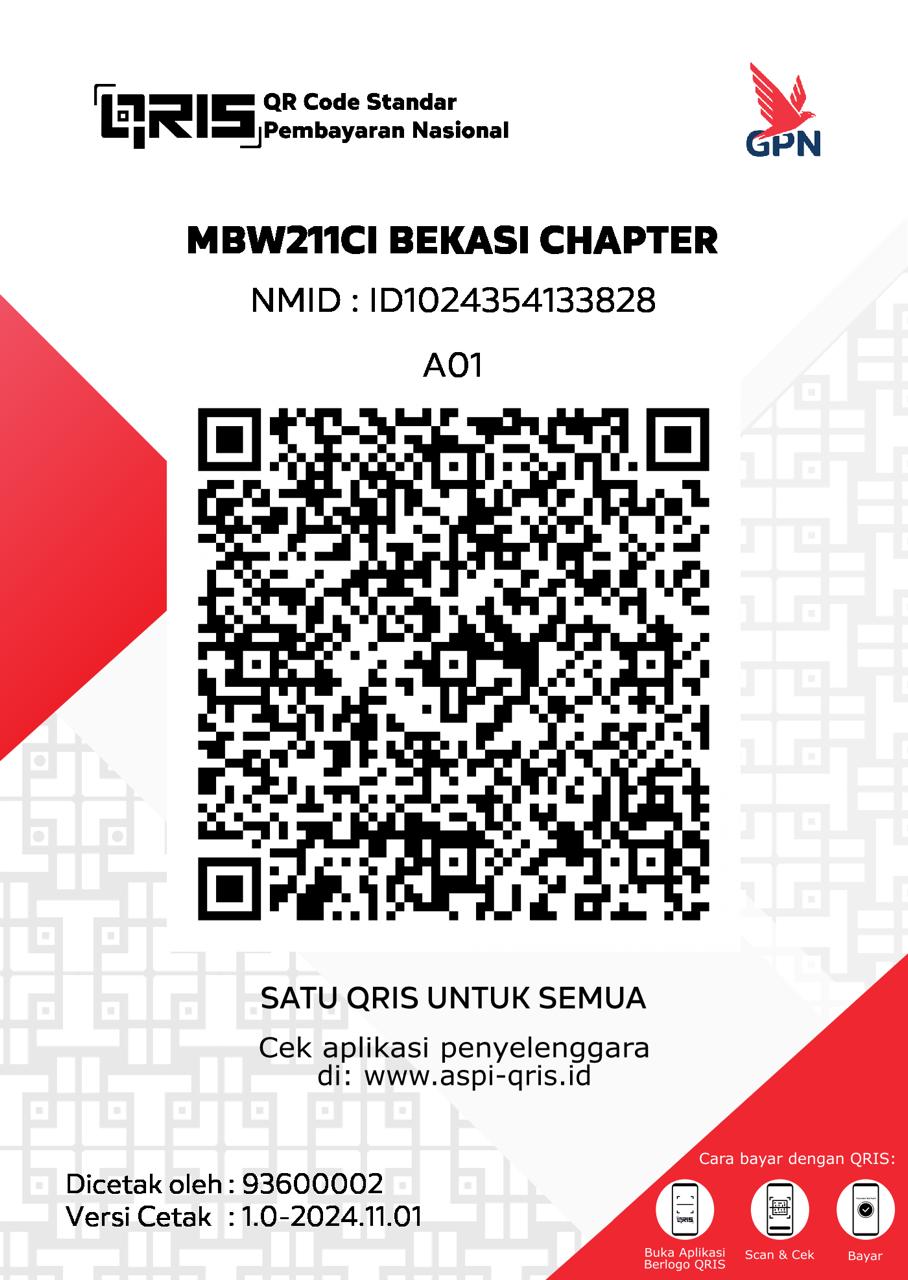 QRIS QR Code Standar
Pembayaran Nasional
GPN
MBW211CI BEKASI CHAPTER
NMID : ID1024354133828
A01
SATU QRIS UNTUK SEMUA
Cek aplikasi penyelenggara
di: www.aspi-qris.id
Dicetak oleh : 93600002
Versi Cetak : 1.0-2024.11.01
Cara bayar dengan QRIS:
QRIS
Buka Aplikasi
Berlogo QRIS
Scan & Cek
Bayar